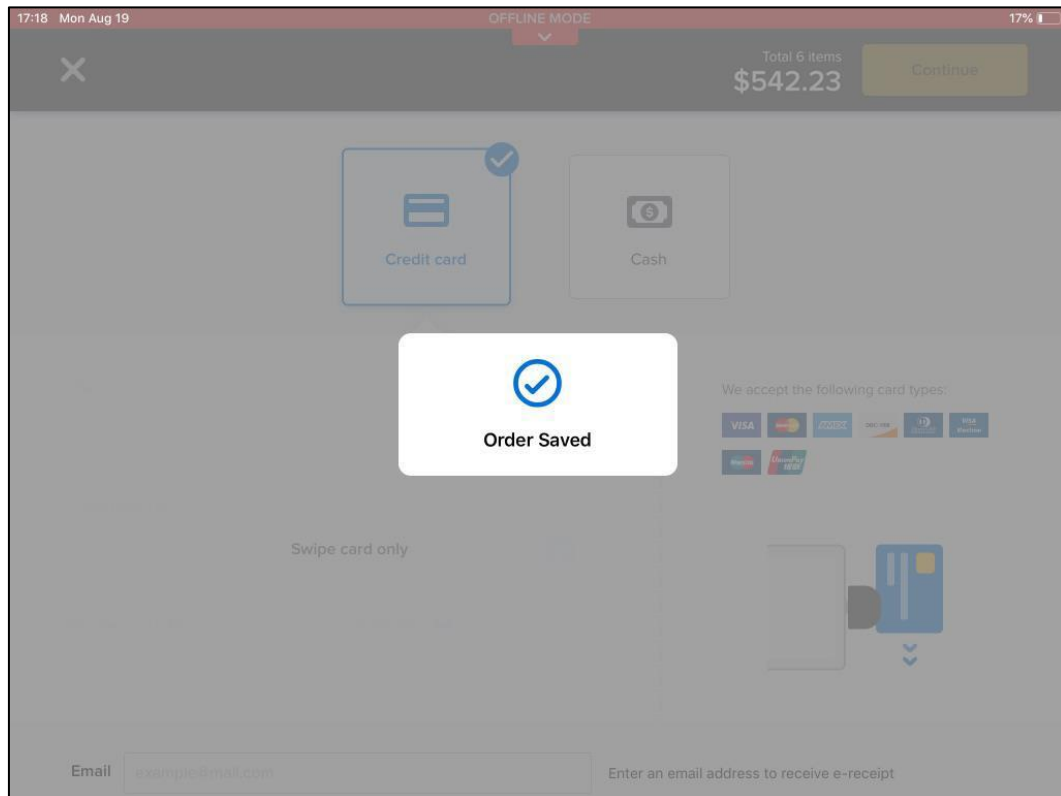 17:18 Mon Aug 19
OFFLINE MODE
17%
Total 6 items
$542.23
Continue
Credit card
Cash
Order Saved
We accept the following card types:
VISA
VISA
Swipe card only
Email
example@mail.com
Enter an email address to receive e-receipt